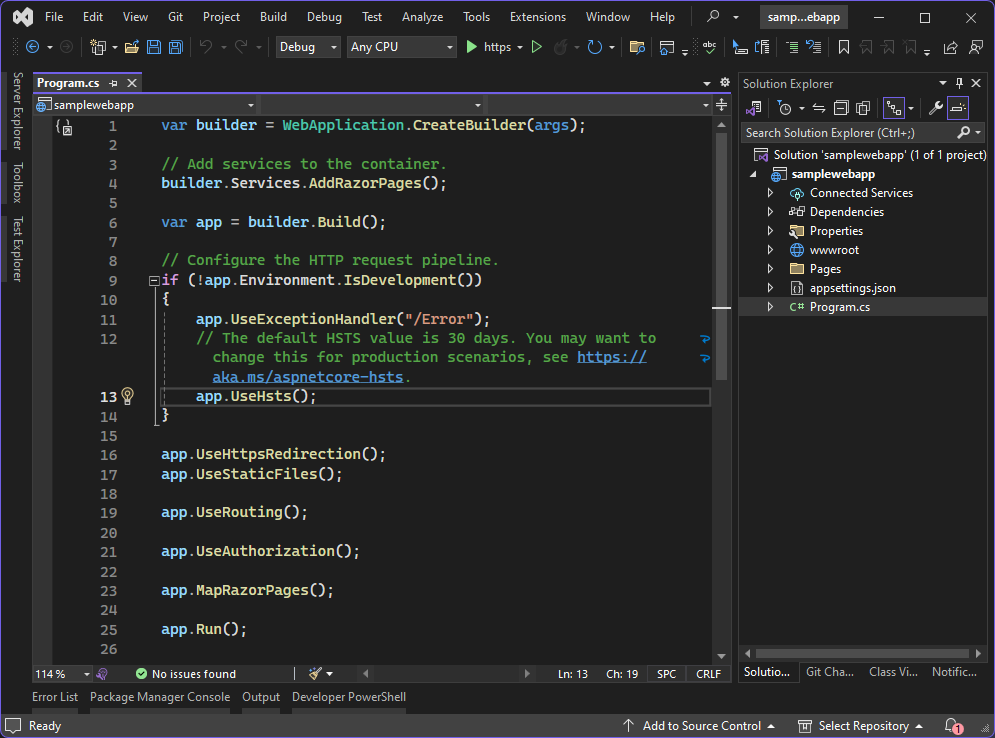 File Edit View Git Project Build Debug Test Analyze Tools Extensions Window Help samp...ebapp
Debug Any CPU https abc
Server Explorer
Toolbox
Test Explorer
Program.cs
samplewebapp
1 var builder = WebApplication.CreateBuilder(args);
2
3 // Add services to the container.
4 builder.Services.AddRazorPages();
5
6 var app = builder.Build();
7
8 // Configure the HTTP request pipeline.
9 if (!app.Environment.IsDevelopment())
10 {
11 app.UseExceptionHandler("/Error");
12 // The default HSTS value is 30 days. You may want to
change this for production scenarios, see https://
aka.ms/aspnetcore-hsts.
13 app.UseHsts();
14 }
15
16 app.UseHttpsRedirection();
17 app.UseStaticFiles();
18
19 app.UseRouting();
20
21 app.UseAuthorization();
22
23 app.MapRazorPages();
24
25 app.Run();
26
114 % No issues found Ln: 13 Ch: 19 SPC CRLF
Error List Package Manager Console Output Developer PowerShell
Solution Explorer
Search Solution Explorer (Ctrl+;)
Solution 'samplewebapp' (1 of 1 project)
samplewebapp
Connected Services
Dependencies
Properties
wwwroot
Pages
appsettings.json
C# Program.cs
Solutio... Git Cha... Class Vi... Notific...
Ready Add to Source Control Select Repository 1